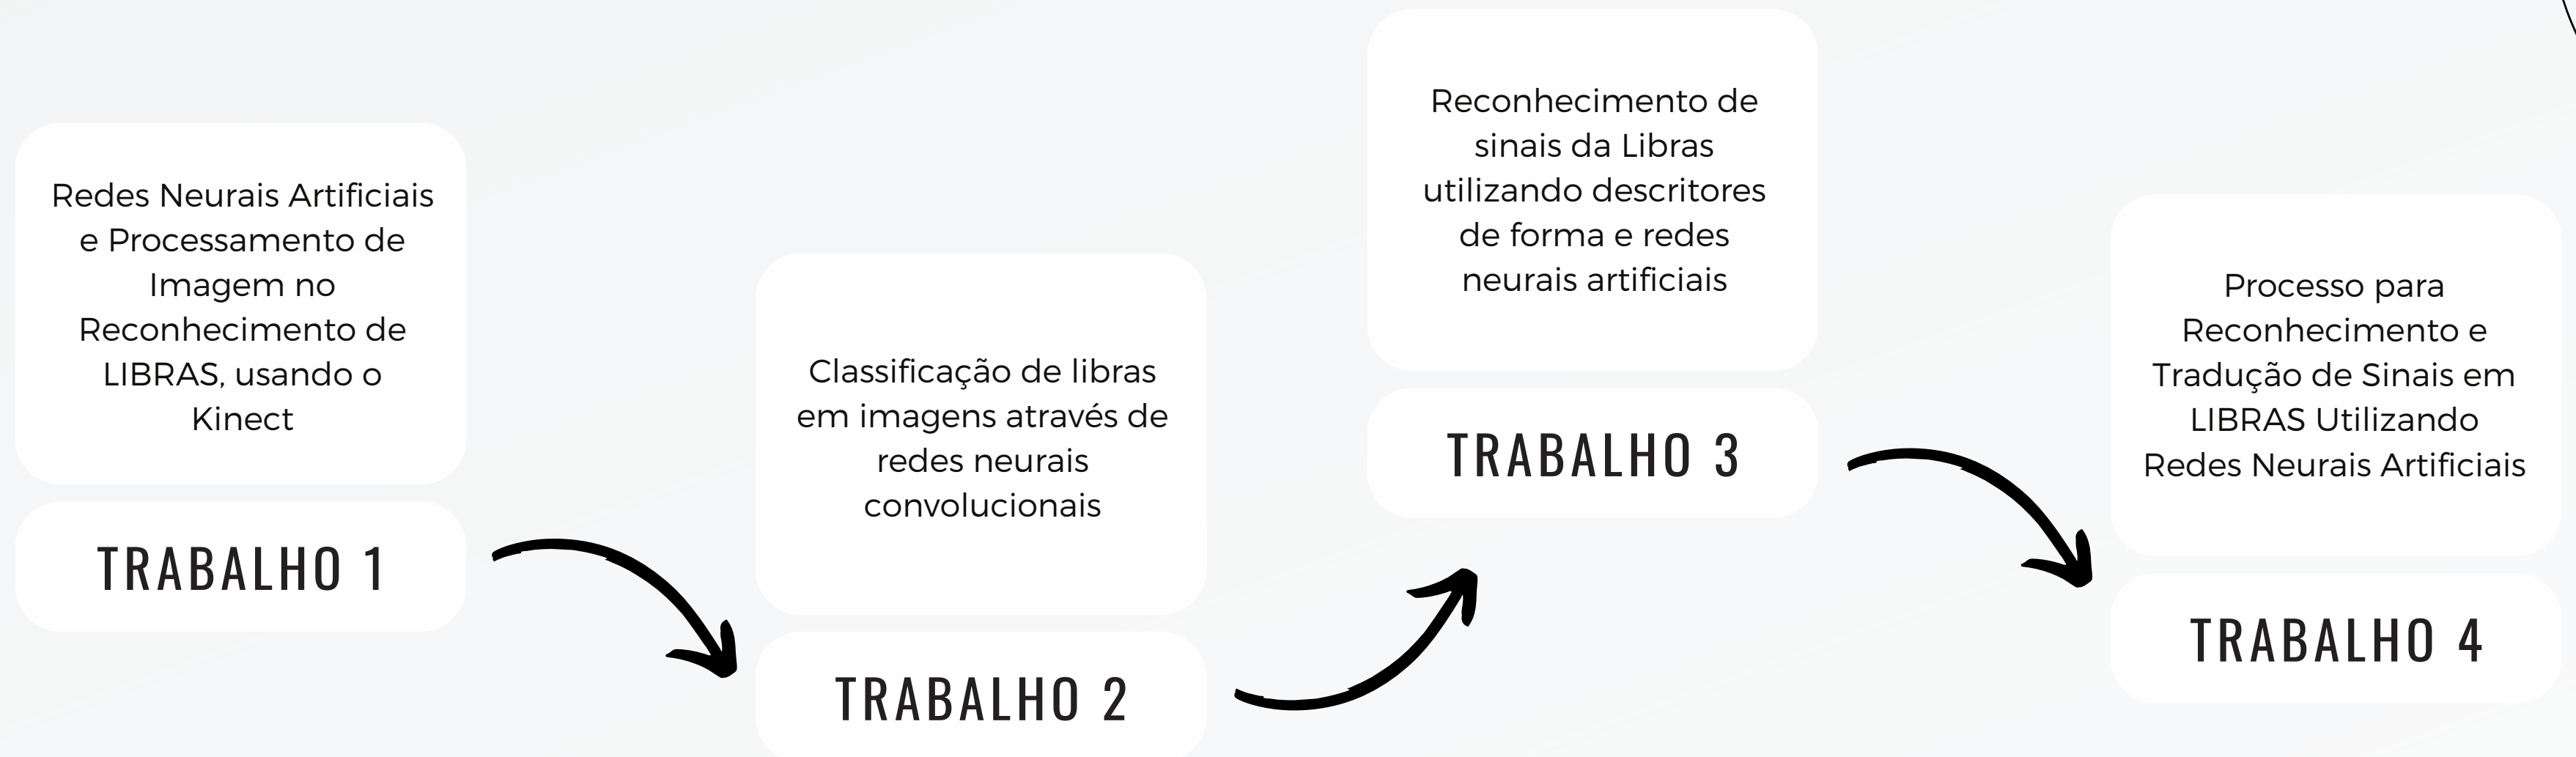 Redes Neurais Artificiais
e Processamento de
Imagem no
Reconhecimento de
LIBRAS, usando o
Kinect
TRABALHO 1
Classificação de libras
em imagens através de
redes neurais
convolucionais
TRABALHO 2
Reconhecimento de
sinais da Libras
utilizando descritores
de forma e redes
neurais artificiais
TRABALHO 3
Processo para
Reconhecimento e
Tradução de Sinais em
LIBRAS Utilizando
Redes Neurais Artificiais
TRABALHO 4